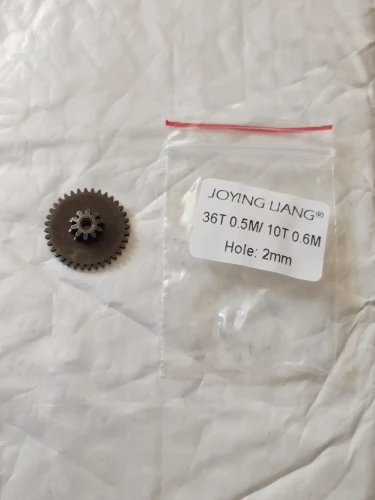 JOYING LIANG®
36T 0.5M/ 10T 0.6M
Hole: 2mm